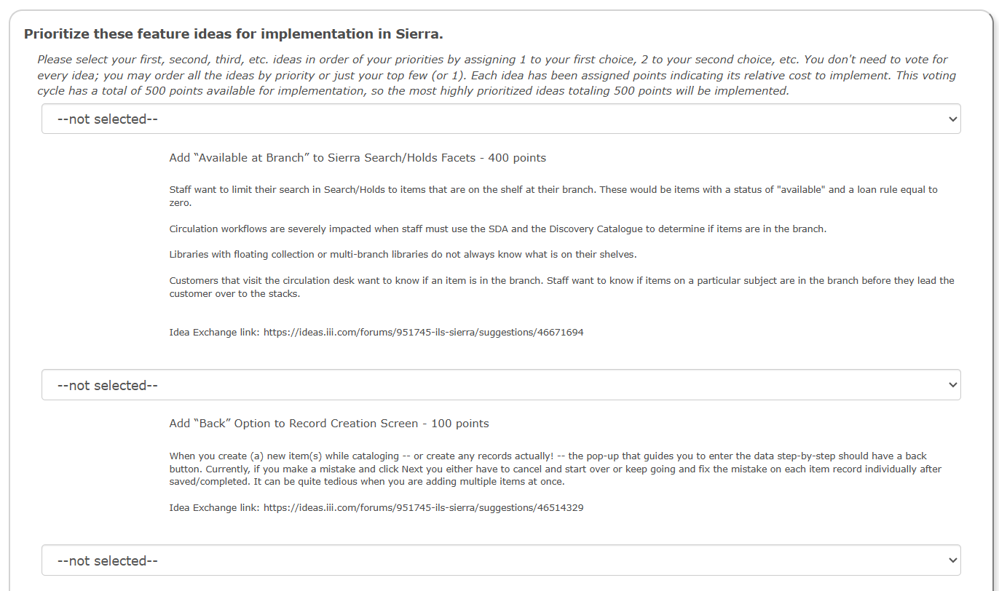 Prioritize these feature ideas for implementation in Sierra.
Please select your first, second, third, etc. ideas in order of your priorities by assigning 1 to your first choice, 2 to your second choice, etc. You don't need to vote for
every idea; you may order all the ideas by priority or just your top few (or 1). Each idea has been assigned points indicating its relative cost to implement. This voting
cycle has a total of 500 points available for implementation, so the most highly prioritized ideas totaling 500 points will be implemented.
--not selected--
Add “Available at Branch” to Sierra Search/Holds Facets - 400 points
Staff want to limit their search in Search/Holds to items that are on the shelf at their branch. These would be items with a status of "available" and a loan rule equal to
zero.
Circulation workflows are severely impacted when staff must use the SDA and the Discovery Catalogue to determine if items are in the branch.
Libraries with floating collection or multi-branch libraries do not always know what is on their shelves.
Customers that visit the circulation desk want to know if an item is in the branch. Staff want to know if items on a particular subject are in the branch before they lead the
customer over to the stacks.
Idea Exchange link: https://ideas.iii.com/forums/951745-ils-sierra/suggestions/46671694
--not selected--
Add “Back” Option to Record Creation Screen - 100 points
When you create (a) new item(s) while cataloging -- or create any records actually! -- the pop-up that guides you to enter the data step-by-step should have a back
button. Currently, if you make a mistake and click Next you either have to cancel and start over or keep going and fix the mistake on each item record individually after
saved/completed. It can be quite tedious when you are adding multiple items at once.
Idea Exchange link: https://ideas.iii.com/forums/951745-ils-sierra/suggestions/46514329
--not selected--